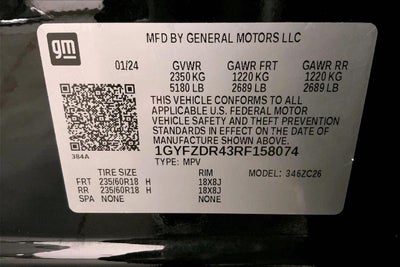 gm
MFD BY GENERAL MOTORS LLC
01/24 GVWR GAWR FRT GAWR RR
2350 KG 1220 KG 1220 KG
5180 LB 2689 LB 2689 LB
THIS VEHICLE CONFORMS TO ALL
APPLICABLE U.S. FEDERAL MOTOR
VEHICLE SAFETY AND THEFT PREVENTION
STANDARDS IN EFFECT ON THE DATE OF
MANUFACTURE SHOWN ABOVE.
384A 1GYFZDR43RF158074
TYPE: MPV
TIRE SIZE RIM MODEL: 346ZC26
FRT 235/60R18 H 18X8J
RR 235/60R18 H 18X8J
SPA NONE NONE